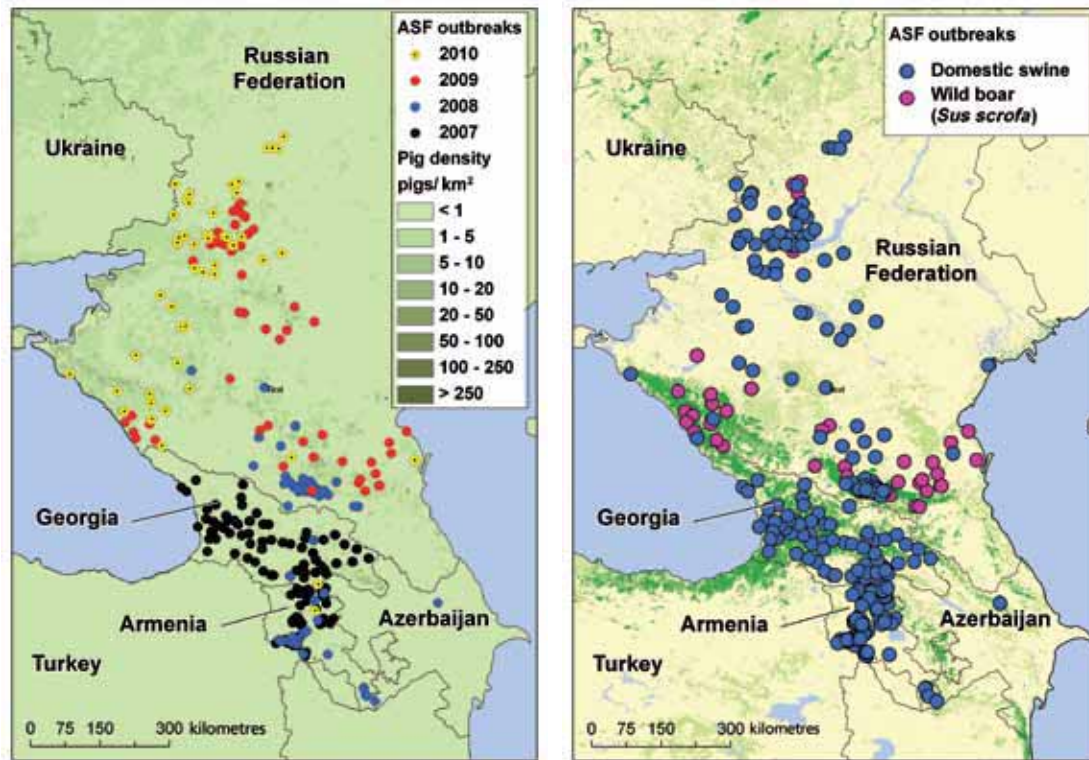 ASF outbreaks
2010
2009
2008
2007
Pig density
pigs/ km²
< 1
1 - 5
5 - 10
10 - 20
20 - 50
50 - 100
100 - 250
> 250
Russian
Federation
Ukraine
Georgia
Armenia
Azerbaijan
Turkey
0 75 150 300 kilometres
ASF outbreaks
Domestic swine
Wild boar
(Sus scrofa)
Ukraine
Russian
Federation
Georgia
Armenia
Azerbaijan
Turkey
0 75 150 300 kilometres